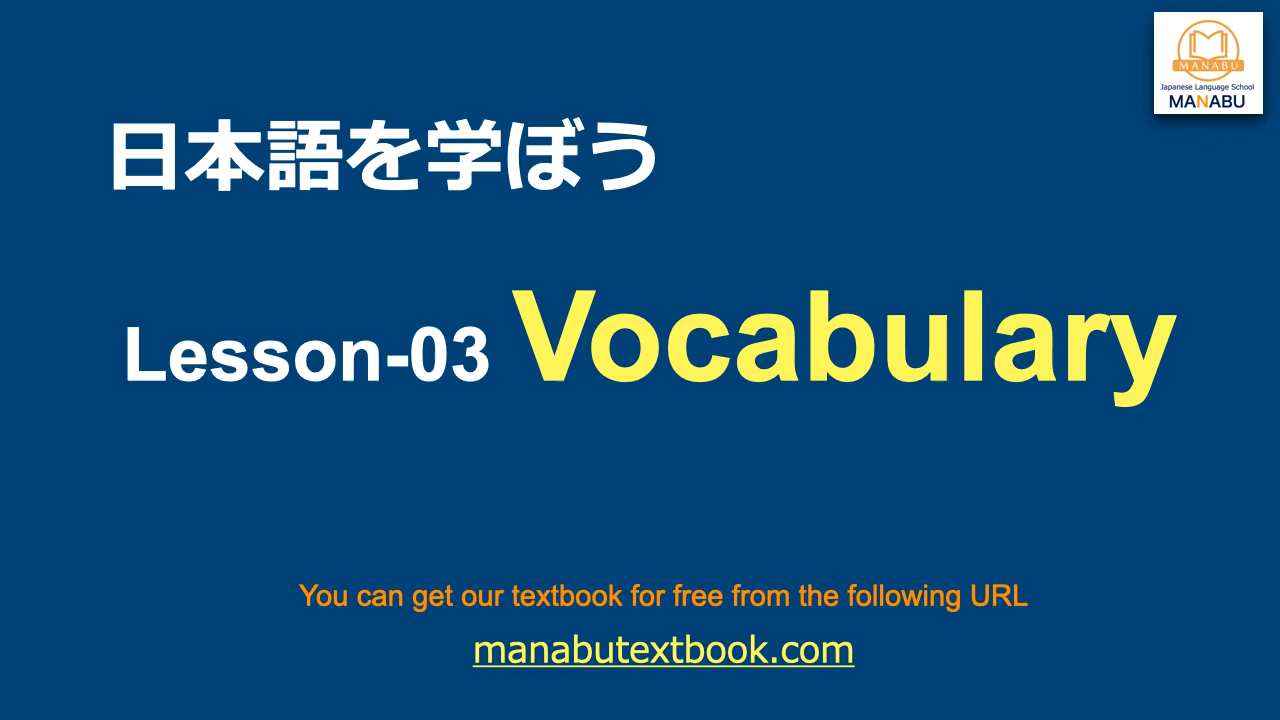 MANABU
Japanese Language School
MANABU
日本語を学ぼう
Lesson-03 Vocabulary
You can get our textbook for free from the following URL
manabutextbook.com